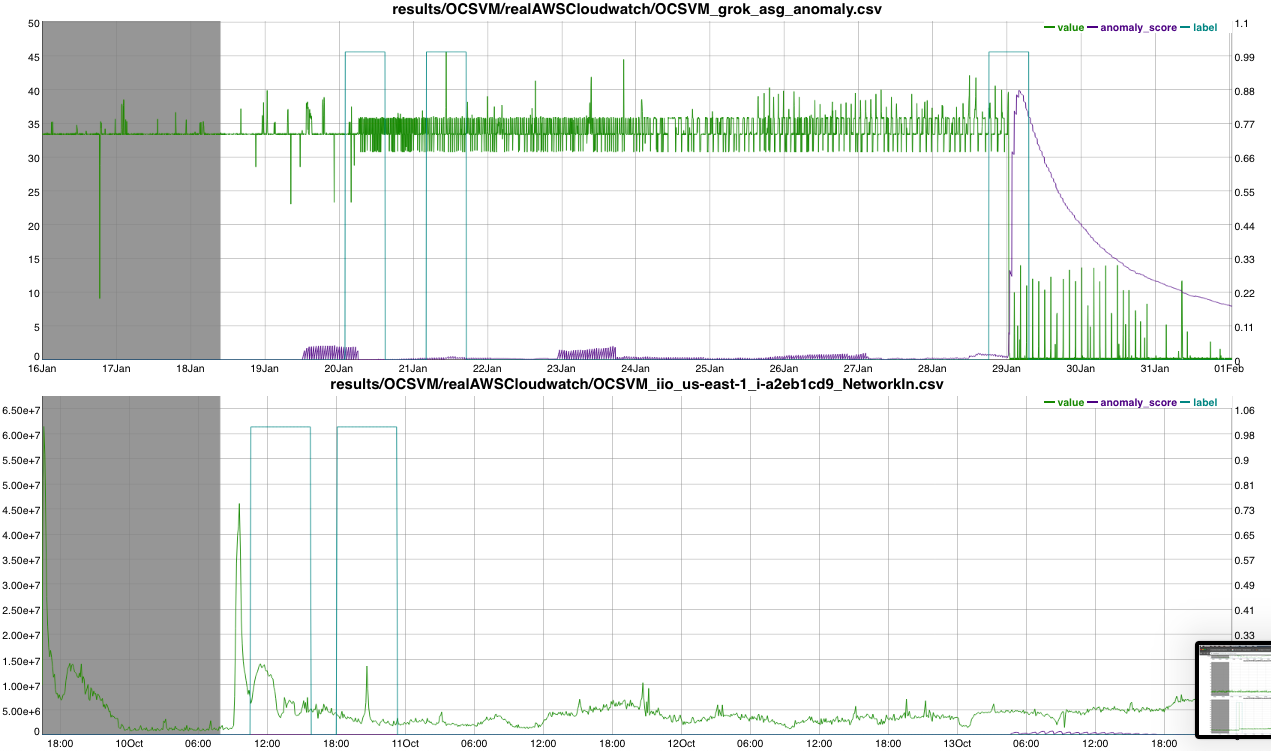 results/OCSVM/realAWSCloudwatch/OCSVM_grok_asg_anomaly.csv
value anomaly_score label
50
45
40
35
30
25
20
15
10
5
0
1.1
0.99
0.88
0.77
0.66
0.55
0.44
0.33
0.22
0.11
0
16Jan 17Jan 18Jan 19Jan 20Jan 21Jan 22Jan 23Jan 24Jan 25Jan 26Jan 27Jan 28Jan 29Jan 30Jan 31Jan 01Feb
results/OCSVM/realAWSCloudwatch/OCSVM_iio_us-east-1_i-a2eb1cd9_NetworkIn.csv
value anomaly_score label
6.50e+7
6.00e+7
5.50e+7
5.00e+7
4.50e+7
4.00e+7
3.50e+7
3.00e+7
2.50e+7
2.00e+7
1.50e+7
1.00e+7
5.00e+6
0
1.06
0.98
0.9
0.81
0.73
0.65
0.57
0.49
0.41
0.33
18:00 10Oct 06:00 12:00 18:00 11Oct 06:00 12:00 18:00 12Oct 06:00 12:00 18:00 13Oct 06:00 12:00 18:00